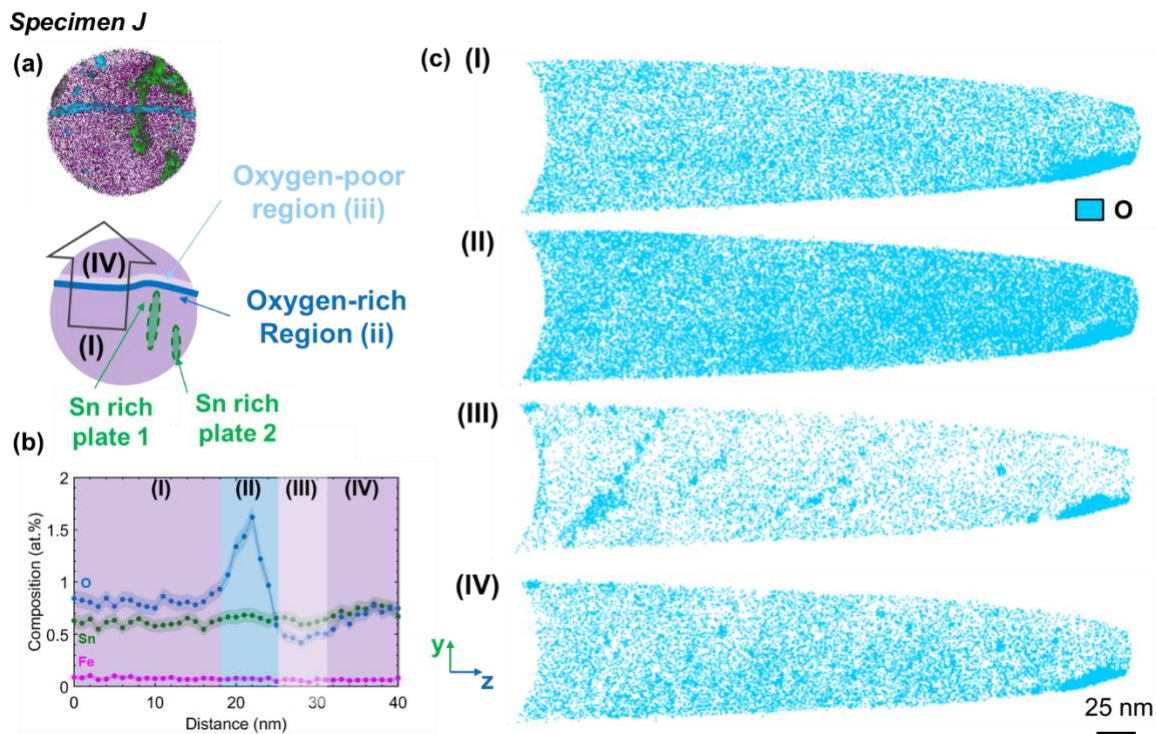 Specimen J
(a)
Oxygen-poor
region (iii)
(IV)
Oxygen-rich
Region (ii)
(I)
Sn rich
plate 1
Sn rich
plate 2
(b)
2
1.5
1
0.5
0
Composition (at.%)
(I)
(II)
(III)
(IV)
O
Sn
Fe
0
10
20
30
40
Distance (nm)
y
z
(c)
(I)
O
(II)
(III)
(IV)
25 nm